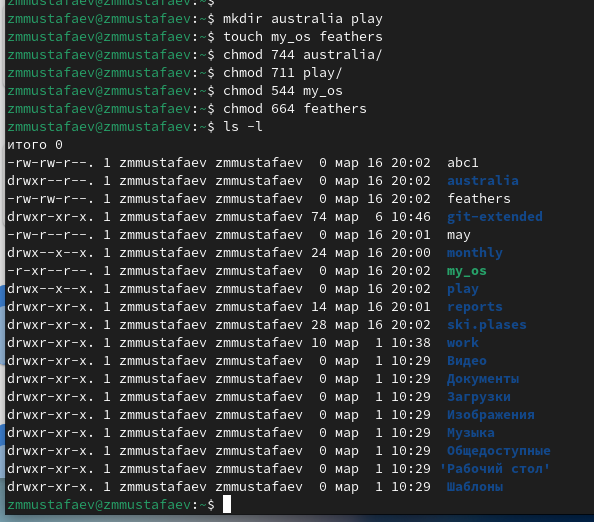 zmmustafaev@zmmustafaev:~$
zmmustafaev@zmmustafaev:~$ mkdir australia play
zmmustafaev@zmmustafaev:~$ touch my_os feathers
zmmustafaev@zmmustafaev:~$ chmod 744 australia/
zmmustafaev@zmmustafaev:~$ chmod 711 play/
zmmustafaev@zmmustafaev:~$ chmod 544 my_os
zmmustafaev@zmmustafaev:~$ chmod 664 feathers
zmmustafaev@zmmustafaev:~$ ls -l
итого 0
-rw-rw-r--. 1 zmmustafaev zmmustafaev  0 мар 16 20:02  abc1
drwxr--r--. 1 zmmustafaev zmmustafaev  0 мар 16 20:02  australia
-rw-rw-r--. 1 zmmustafaev zmmustafaev  0 мар 16 20:02  feathers
drwxr-xr-x. 1 zmmustafaev zmmustafaev 74 мар  6 10:46  git-extended
-rw-r--r--. 1 zmmustafaev zmmustafaev  0 мар 16 20:01  may
drwx--x--x. 1 zmmustafaev zmmustafaev 24 мар 16 20:00  monthly
-r-xr--r--. 1 zmmustafaev zmmustafaev  0 мар 16 20:02  my_os
drwx--x--x. 1 zmmustafaev zmmustafaev  0 мар 16 20:02  play
drwxr-xr-x. 1 zmmustafaev zmmustafaev 14 мар 16 20:01  reports
drwxr-xr-x. 1 zmmustafaev zmmustafaev 28 мар 16 20:02  ski.plases
drwxr-xr-x. 1 zmmustafaev zmmustafaev 10 мар  1 10:38  work
drwxr-xr-x. 1 zmmustafaev zmmustafaev  0 мар  1 10:29  Видео
drwxr-xr-x. 1 zmmustafaev zmmustafaev  0 мар  1 10:29  Документы
drwxr-xr-x. 1 zmmustafaev zmmustafaev  0 мар  1 10:29  Загрузки
drwxr-xr-x. 1 zmmustafaev zmmustafaev  0 мар  1 10:29  Изображения
drwxr-xr-x. 1 zmmustafaev zmmustafaev  0 мар  1 10:29  Музыка
drwxr-xr-x. 1 zmmustafaev zmmustafaev  0 мар  1 10:29  Общедоступные
drwxr-xr-x. 1 zmmustafaev zmmustafaev  0 мар  1 10:29 'Рабочий стол'
drwxr-xr-x. 1 zmmustafaev zmmustafaev  0 мар  1 10:29  Шаблоны
zmmustafaev@zmmustafaev:~$